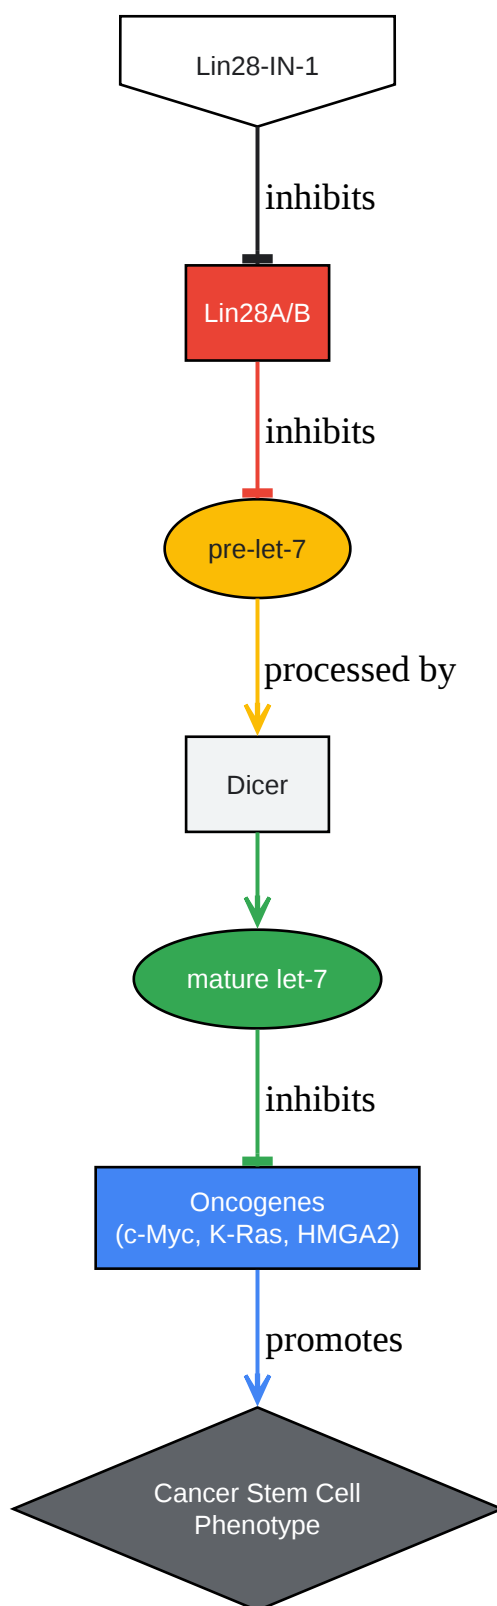 Lin28-IN-1
inhibits
Lin28A/B
inhibits
pre-let-7
processed by
Dicer
mature let-7
inhibits
Oncogenes
(c-Myc, K-Ras, HMGA2)
promotes
Cancer Stem Cell
Phenotype